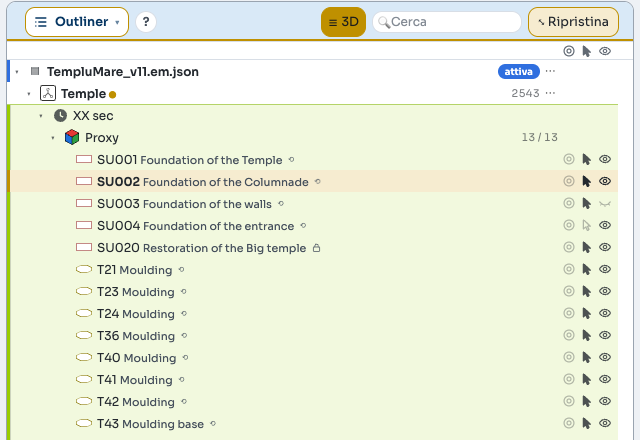 Outliner ?
3D
Cerca
Ripristina
TempluMare_v11.em.json attiva ...
Temple 2543 ...
XX sec
Proxy 13 / 13
SU001 Foundation of the Temple
SU002 Foundation of the Columnade
SU003 Foundation of the walls
SU004 Foundation of the entrance
SU020 Restoration of the Big temple
T21 Moulding
T23 Moulding
T24 Moulding
T36 Moulding
T40 Moulding
T41 Moulding
T42 Moulding
T43 Moulding base